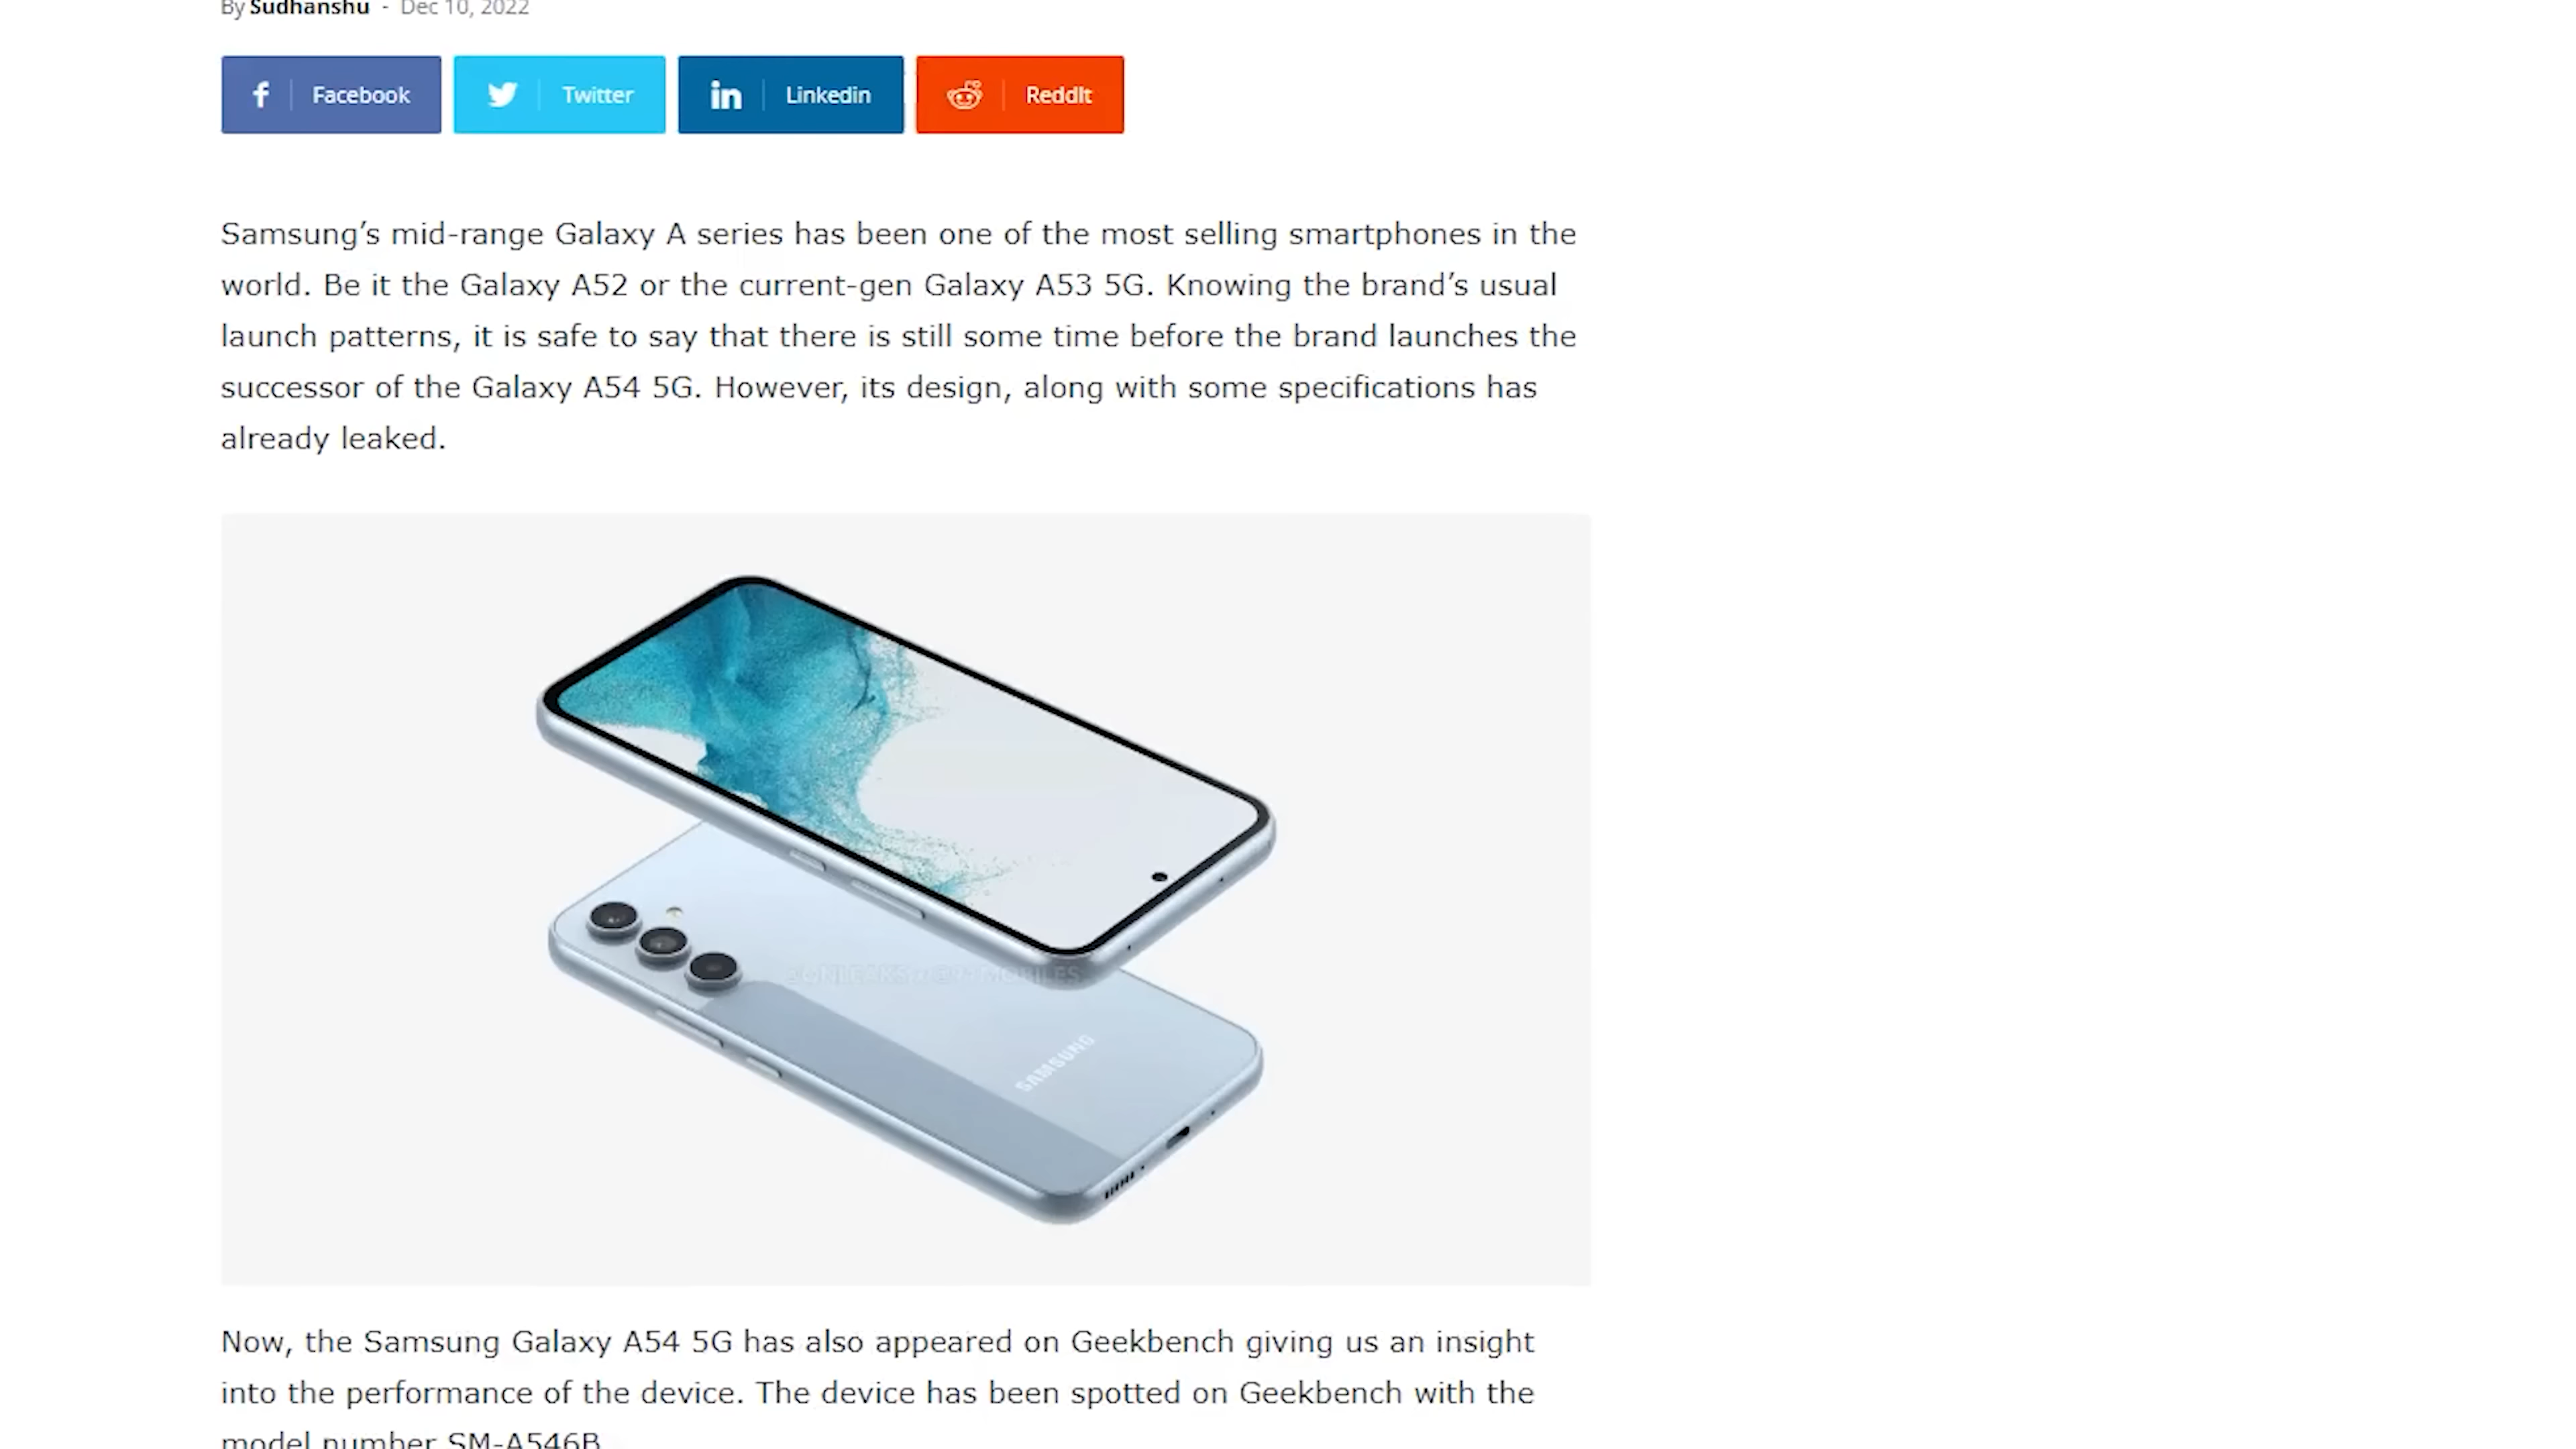 By Sudhanshu - Dec 10, 2022
Facebook
Twitter
Linkedin
ReddIt
Samsung’s mid-range Galaxy A series has been one of the most selling smartphones in the
world. Be it the Galaxy A52 or the current-gen Galaxy A53 5G. Knowing the brand’s usual
launch patterns, it is safe to say that there is still some time before the brand launches the
successor of the Galaxy A54 5G. However, its design, along with some specifications has
already leaked.
SAMSUNG
Now, the Samsung Galaxy A54 5G has also appeared on Geekbench giving us an insight
into the performance of the device. The device has been spotted on Geekbench with the
model number SM-A546B